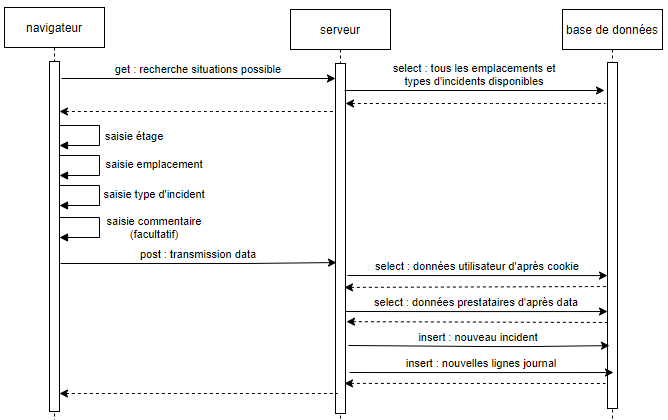 navigateur
serveur
base de données
get : recherche situations possible
select : tous les emplacements et
types d'incidents disponibles
saisie étage
saisie emplacement
saisie type d'incident
saisie commentaire
(facultatif)
post : transmission data
select : données utilisateur d'après cookie
select : données prestataires d'après data
insert : nouveau incident
insert : nouvelles lignes journal